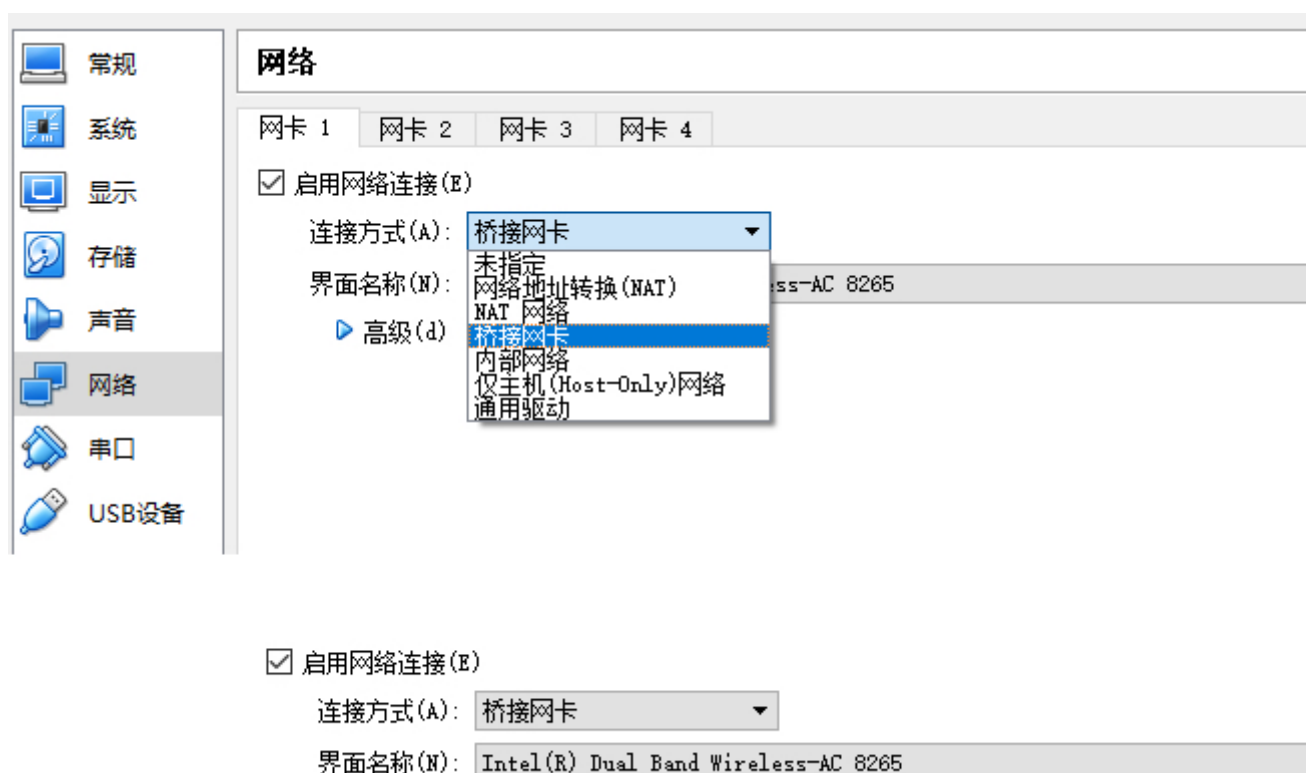 常规
系统
显示
存储
声音
网络
串口
USB设备
网络
网卡 1 网卡 2 网卡 3 网卡 4
启用网络连接(E)
连接方式(A): 桥接网卡
未指定
网络地址转换(NAT)
NAT 网络
桥接网卡
内部网络
仅主机(Host-Only)网络
通用驱动
界面名称(N): ss-AC 8265
高级(d)
启用网络连接(E)
连接方式(A): 桥接网卡
界面名称(N): Intel(R) Dual Band Wireless-AC 8265